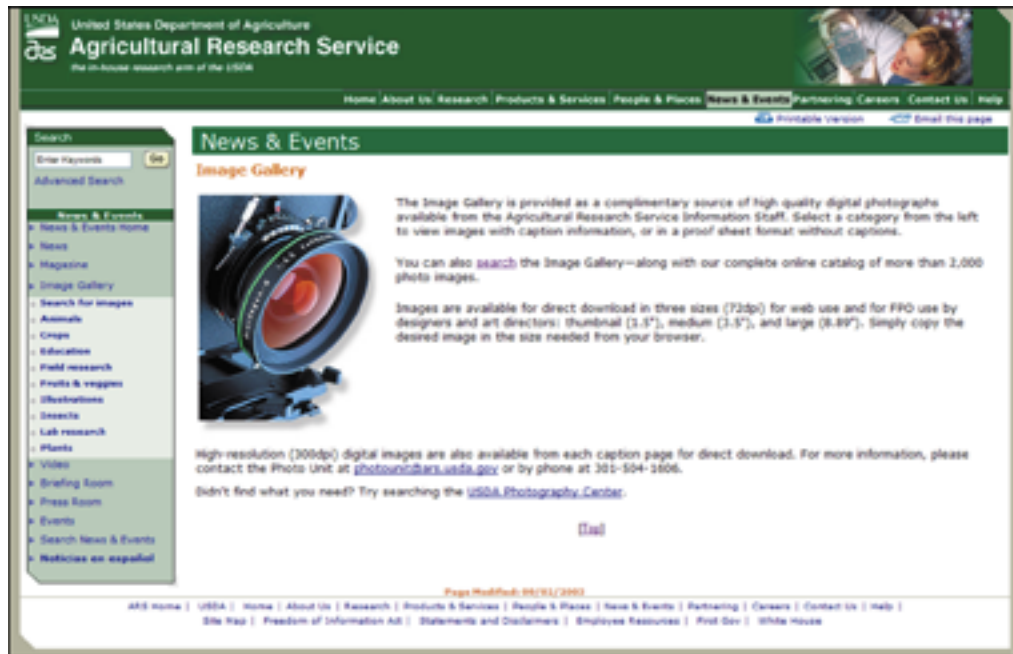 USDA
United States Department of Agriculture
ars
Agricultural Research Service
the in-house research arm of the USDA
Home About Us Research Products & Services People & Places News & Events Partnering Careers Contact Us Help
Printable Version Email this page
Search
Enter Keywords Go
Advanced Search
News & Events
News & Events Home
News
Magazine
Image Gallery
Search for images
Animals
Crops
Education
Field research
Fruits & veggies
Illustrations
Insects
Lab research
Plants
Video
Briefing Room
Press Room
Events
Search News & Events
Noticias en español
News & Events
Image Gallery
The Image Gallery is provided as a complimentary source of high quality digital photographs
available from the Agricultural Research Service Information Staff. Select a category from the left
to view images with caption information, or in a proof sheet format without captions.
You can also search the Image Gallery—along with our complete online catalog of more than 2,000
photo images.
Images are available for direct download in three sizes (72dpi) for web use and for FPO use by
designers and art directors: thumbnail (1.5"), medium (3.5"), and large (8.89"). Simply copy the
desired image in the size needed from your browser.
High-resolution (300dpi) digital images are also available from each caption page for direct download. For more information, please
contact the Photo Unit at photounit@ars.usda.gov or by phone at 301-504-1606.
Didn't find what you need? Try searching the USDA Photography Center.
[Top]
Page Modified:
ARS Home | USDA | Home | About Us | Research | Products & Services | People & Places | News & Events | Partnering | Careers | Contact Us | Help |
Site Map | Freedom of Information Act | Statements and Disclaimers | Employee Resources | First Gov | White House